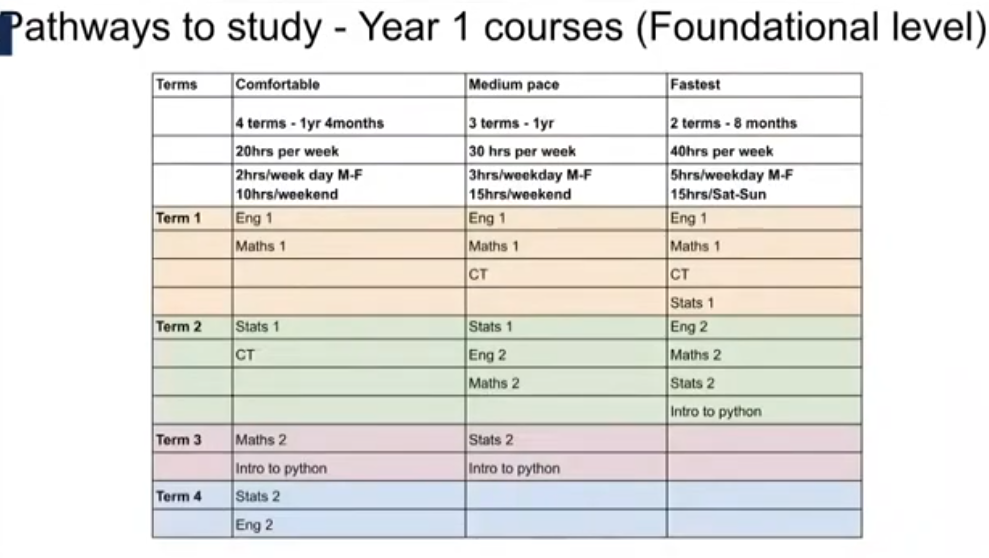 Pathways to study - Year 1 courses (Foundational level)
Terms Comfortable Medium pace Fastest
4 terms - 1yr 4months 3 terms - 1yr 2 terms - 8 months
20hrs per week 30 hrs per week 40hrs per week
2hrs/week day M-F 3hrs/weekday M-F 5hrs/weekday M-F
10hrs/weekend 15hrs/weekend 15hrs/Sat-Sun
Term 1 Eng 1 Eng 1 Eng 1
Maths 1 Maths 1 Maths 1
CT CT
Stats 1
Term 2 Stats 1 Stats 1 Eng 2
CT Eng 2 Maths 2
Maths 2 Stats 2
Intro to python
Term 3 Maths 2 Stats 2
Intro to python Intro to python
Term 4 Stats 2
Eng 2